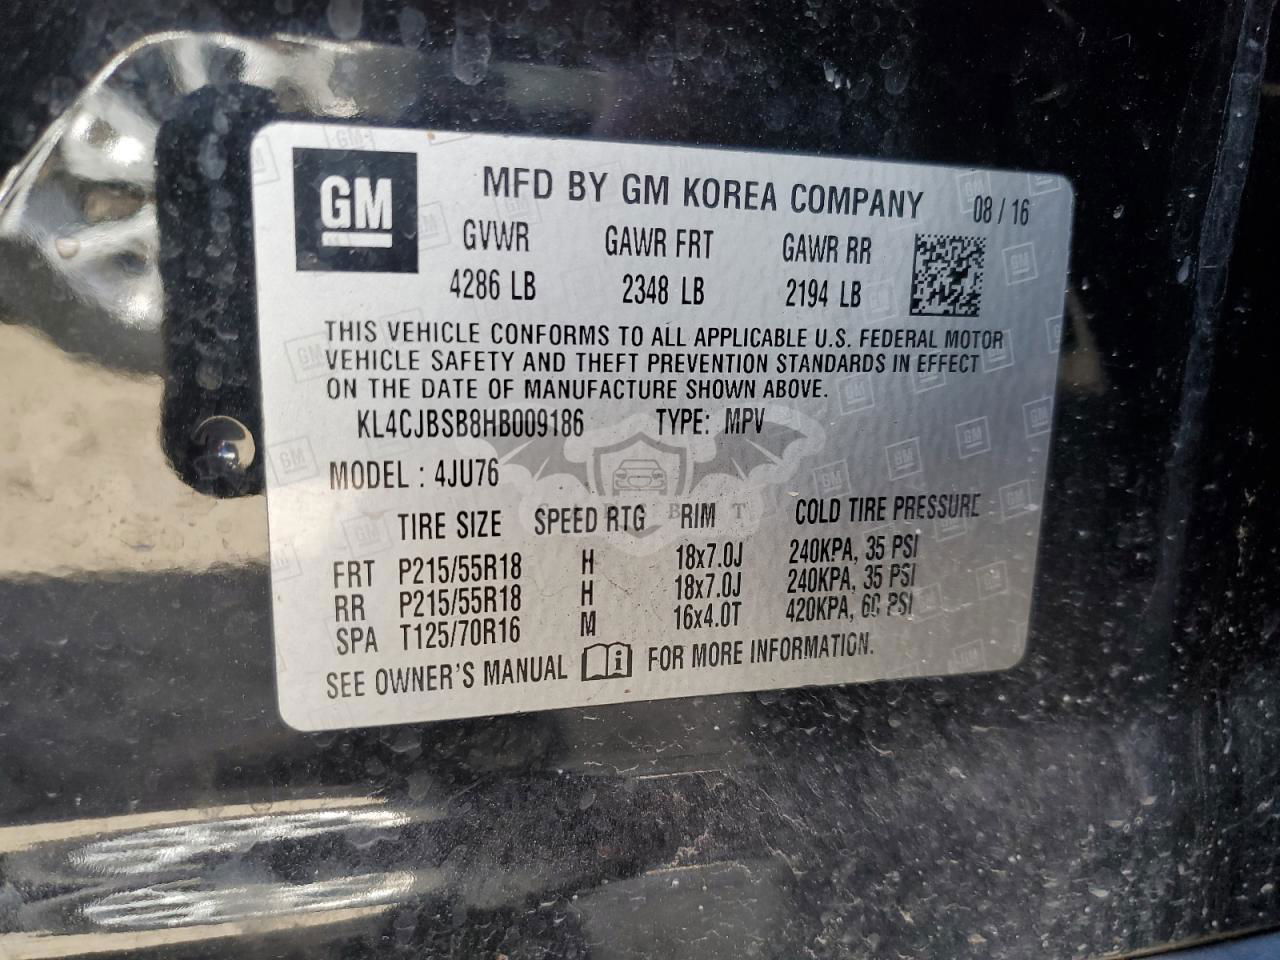 GM
MFD BY GM KOREA COMPANY 08 / 16
GVWR GAWR FRT GAWR RR
4286 LB 2348 LB 2194 LB
THIS VEHICLE CONFORMS TO ALL APPLICABLE U.S. FEDERAL MOTOR
VEHICLE SAFETY AND THEFT PREVENTION STANDARDS IN EFFECT
ON THE DATE OF MANUFACTURE SHOWN ABOVE.
KL4CJBSB8HB009186 TYPE: MPV
MODEL : 4JU76
TIRE SIZE SPEED RTG RIM COLD TIRE PRESSURE
FRT P215/55R18 H 18x7.0J 240KPA, 35 PSI
RR P215/55R18 H 18x7.0J 240KPA, 35 PSI
SPA T125/70R16 M 16x4.0T 420KPA, 60 PSI
SEE OWNER'S MANUAL FOR MORE INFORMATION.